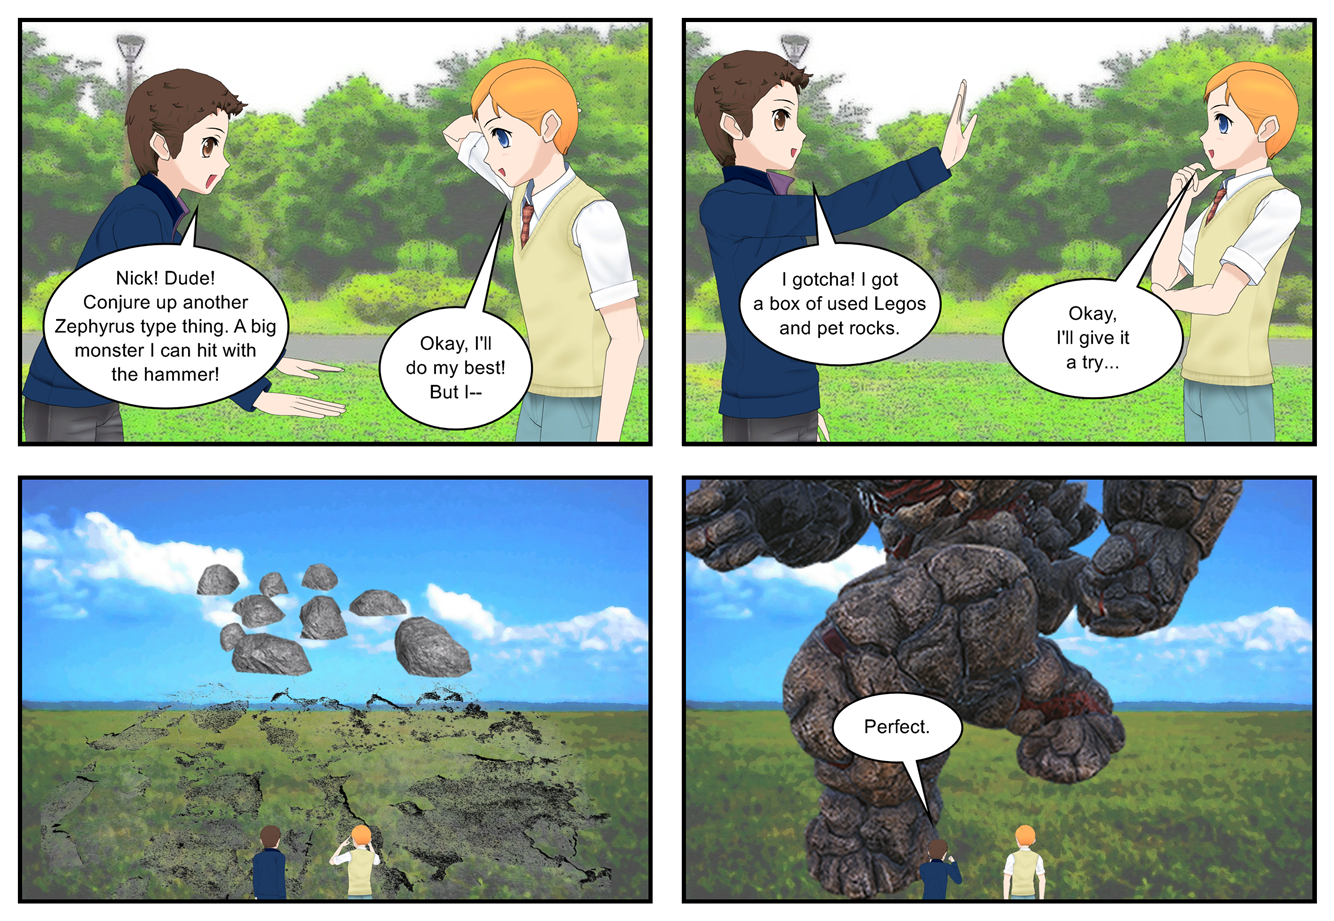 Nick! Dude!
Conjure up another
Zephyrus type thing. A big
monster I can hit with
the hammer!
Okay, I'll
do my best!
But I--
I gotcha! I got
a box of used Legos
and pet rocks.
Okay,
I'll give it
a try...
Perfect.